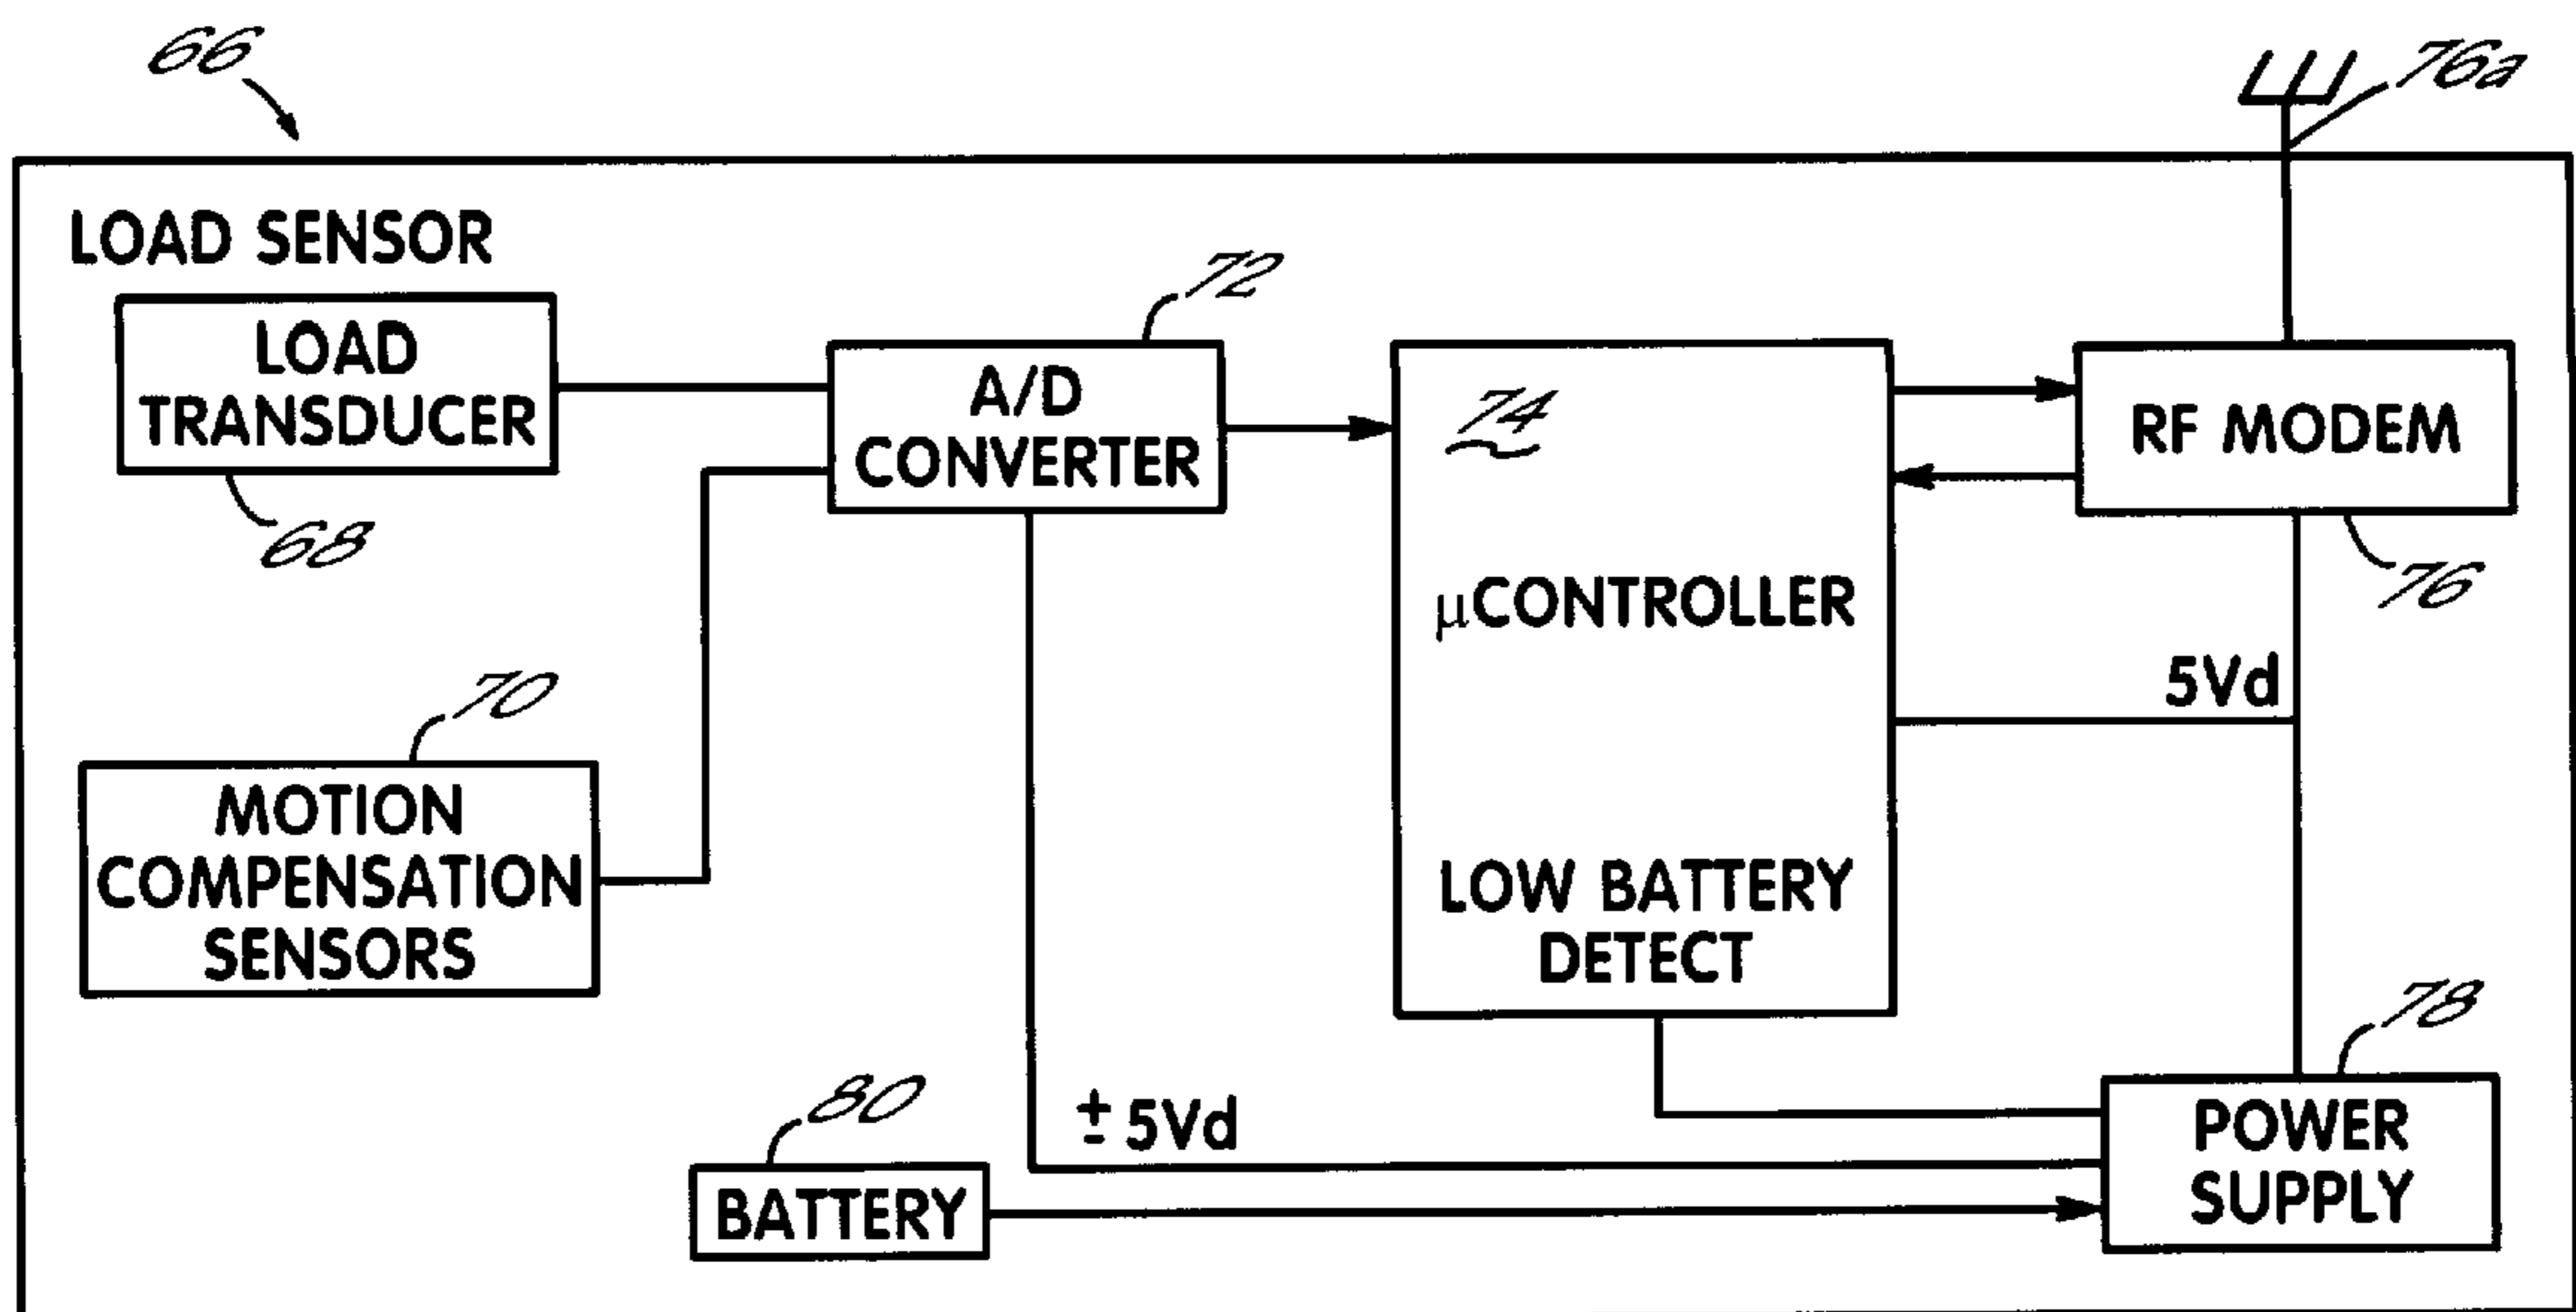 66
76a
LOAD SENSOR
72
LOAD
TRANSDUCER
A/D
CONVERTER
74
RF MODEM
68
76
μCONTROLLER
5Vd
70
MOTION
COMPENSATION
SENSORS
LOW BATTERY
DETECT
78
80
± 5Vd
POWER
SUPPLY
BATTERY